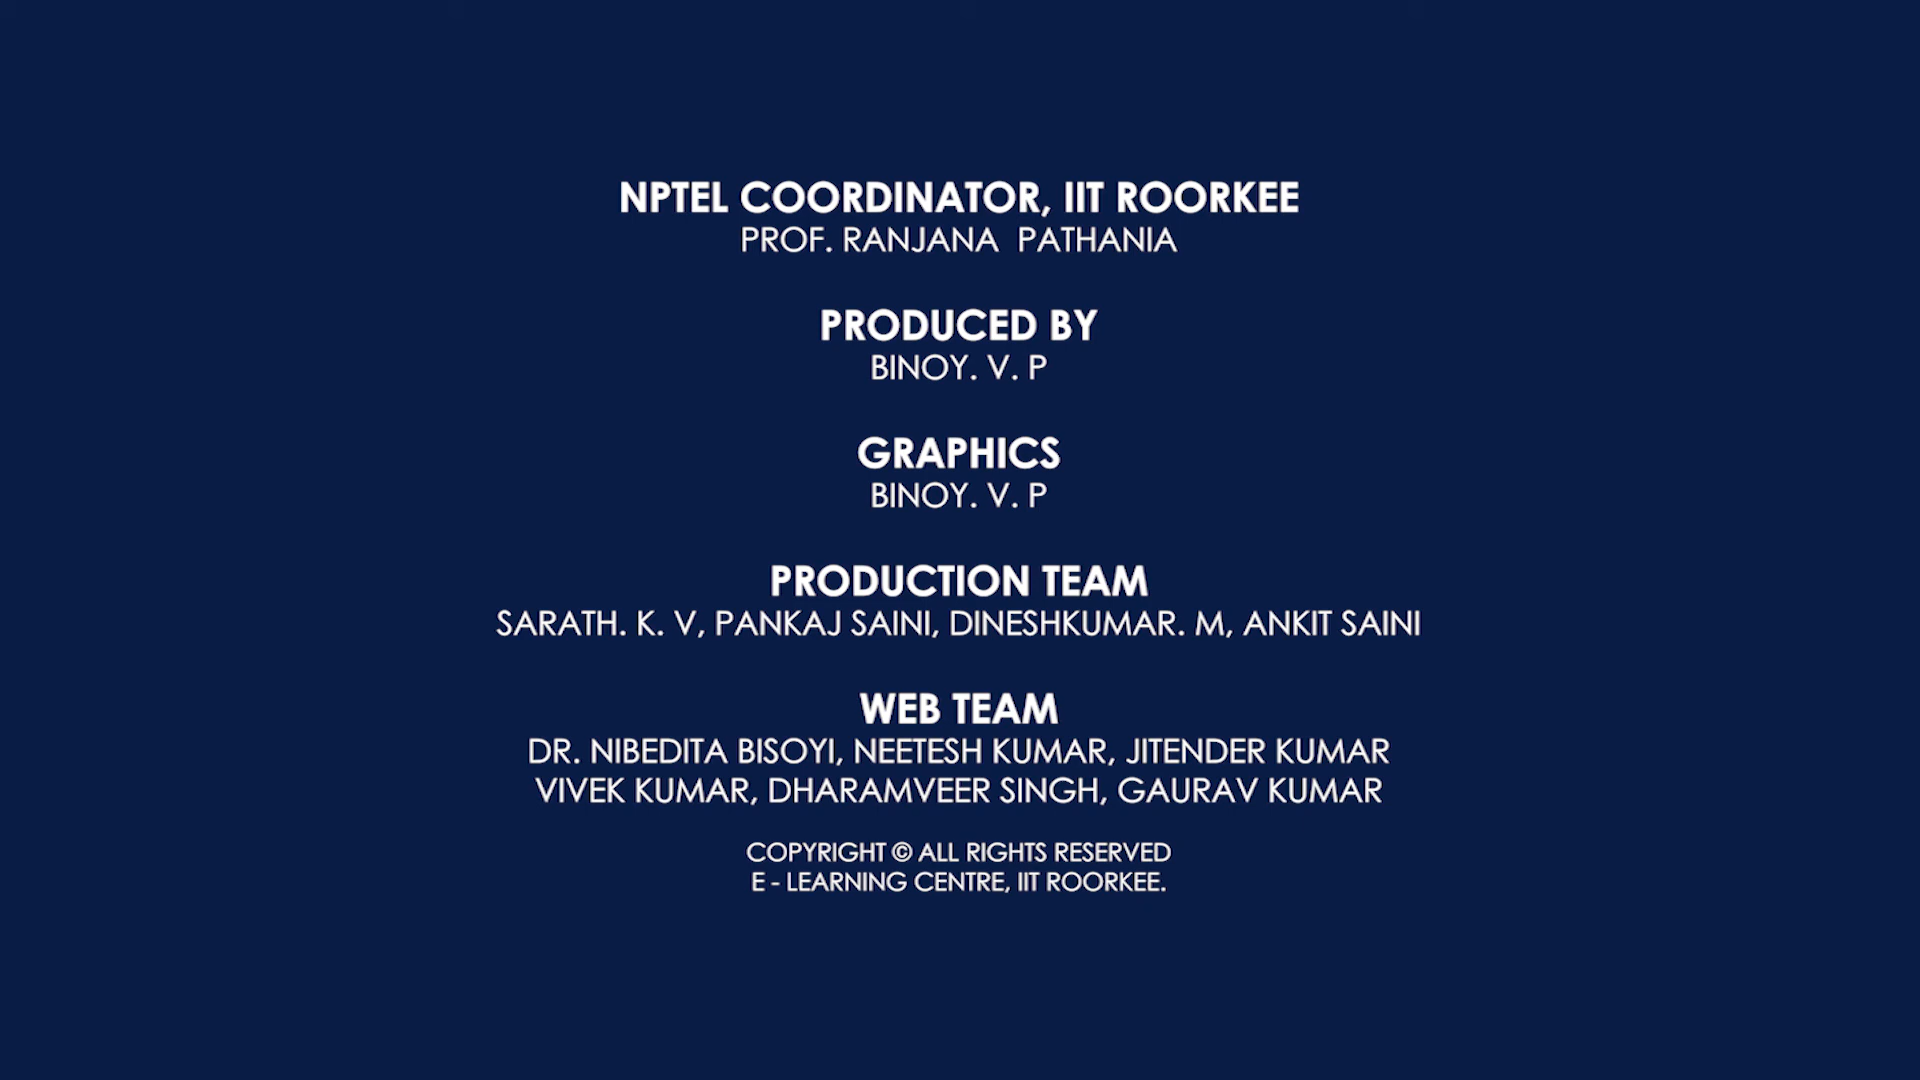 NPTEL COORDINATOR, IIT ROORKEE
PROF. RANJANA  PATHANIA
PRODUCED BY
BINOY. V. P
GRAPHICS
BINOY. V. P
PRODUCTION TEAM
SARATH. K. V, PANKAJ SAINI, DINESHKUMAR. M, ANKIT SAINI
WEB TEAM
DR. NIBEDITA BISOYI, NEETESH KUMAR, JITENDER KUMAR
VIVEK KUMAR, DHARAMVEER SINGH, GAURAV KUMAR
COPYRIGHT © ALL RIGHTS RESERVED
E - LEARNING CENTRE, IIT ROORKEE.